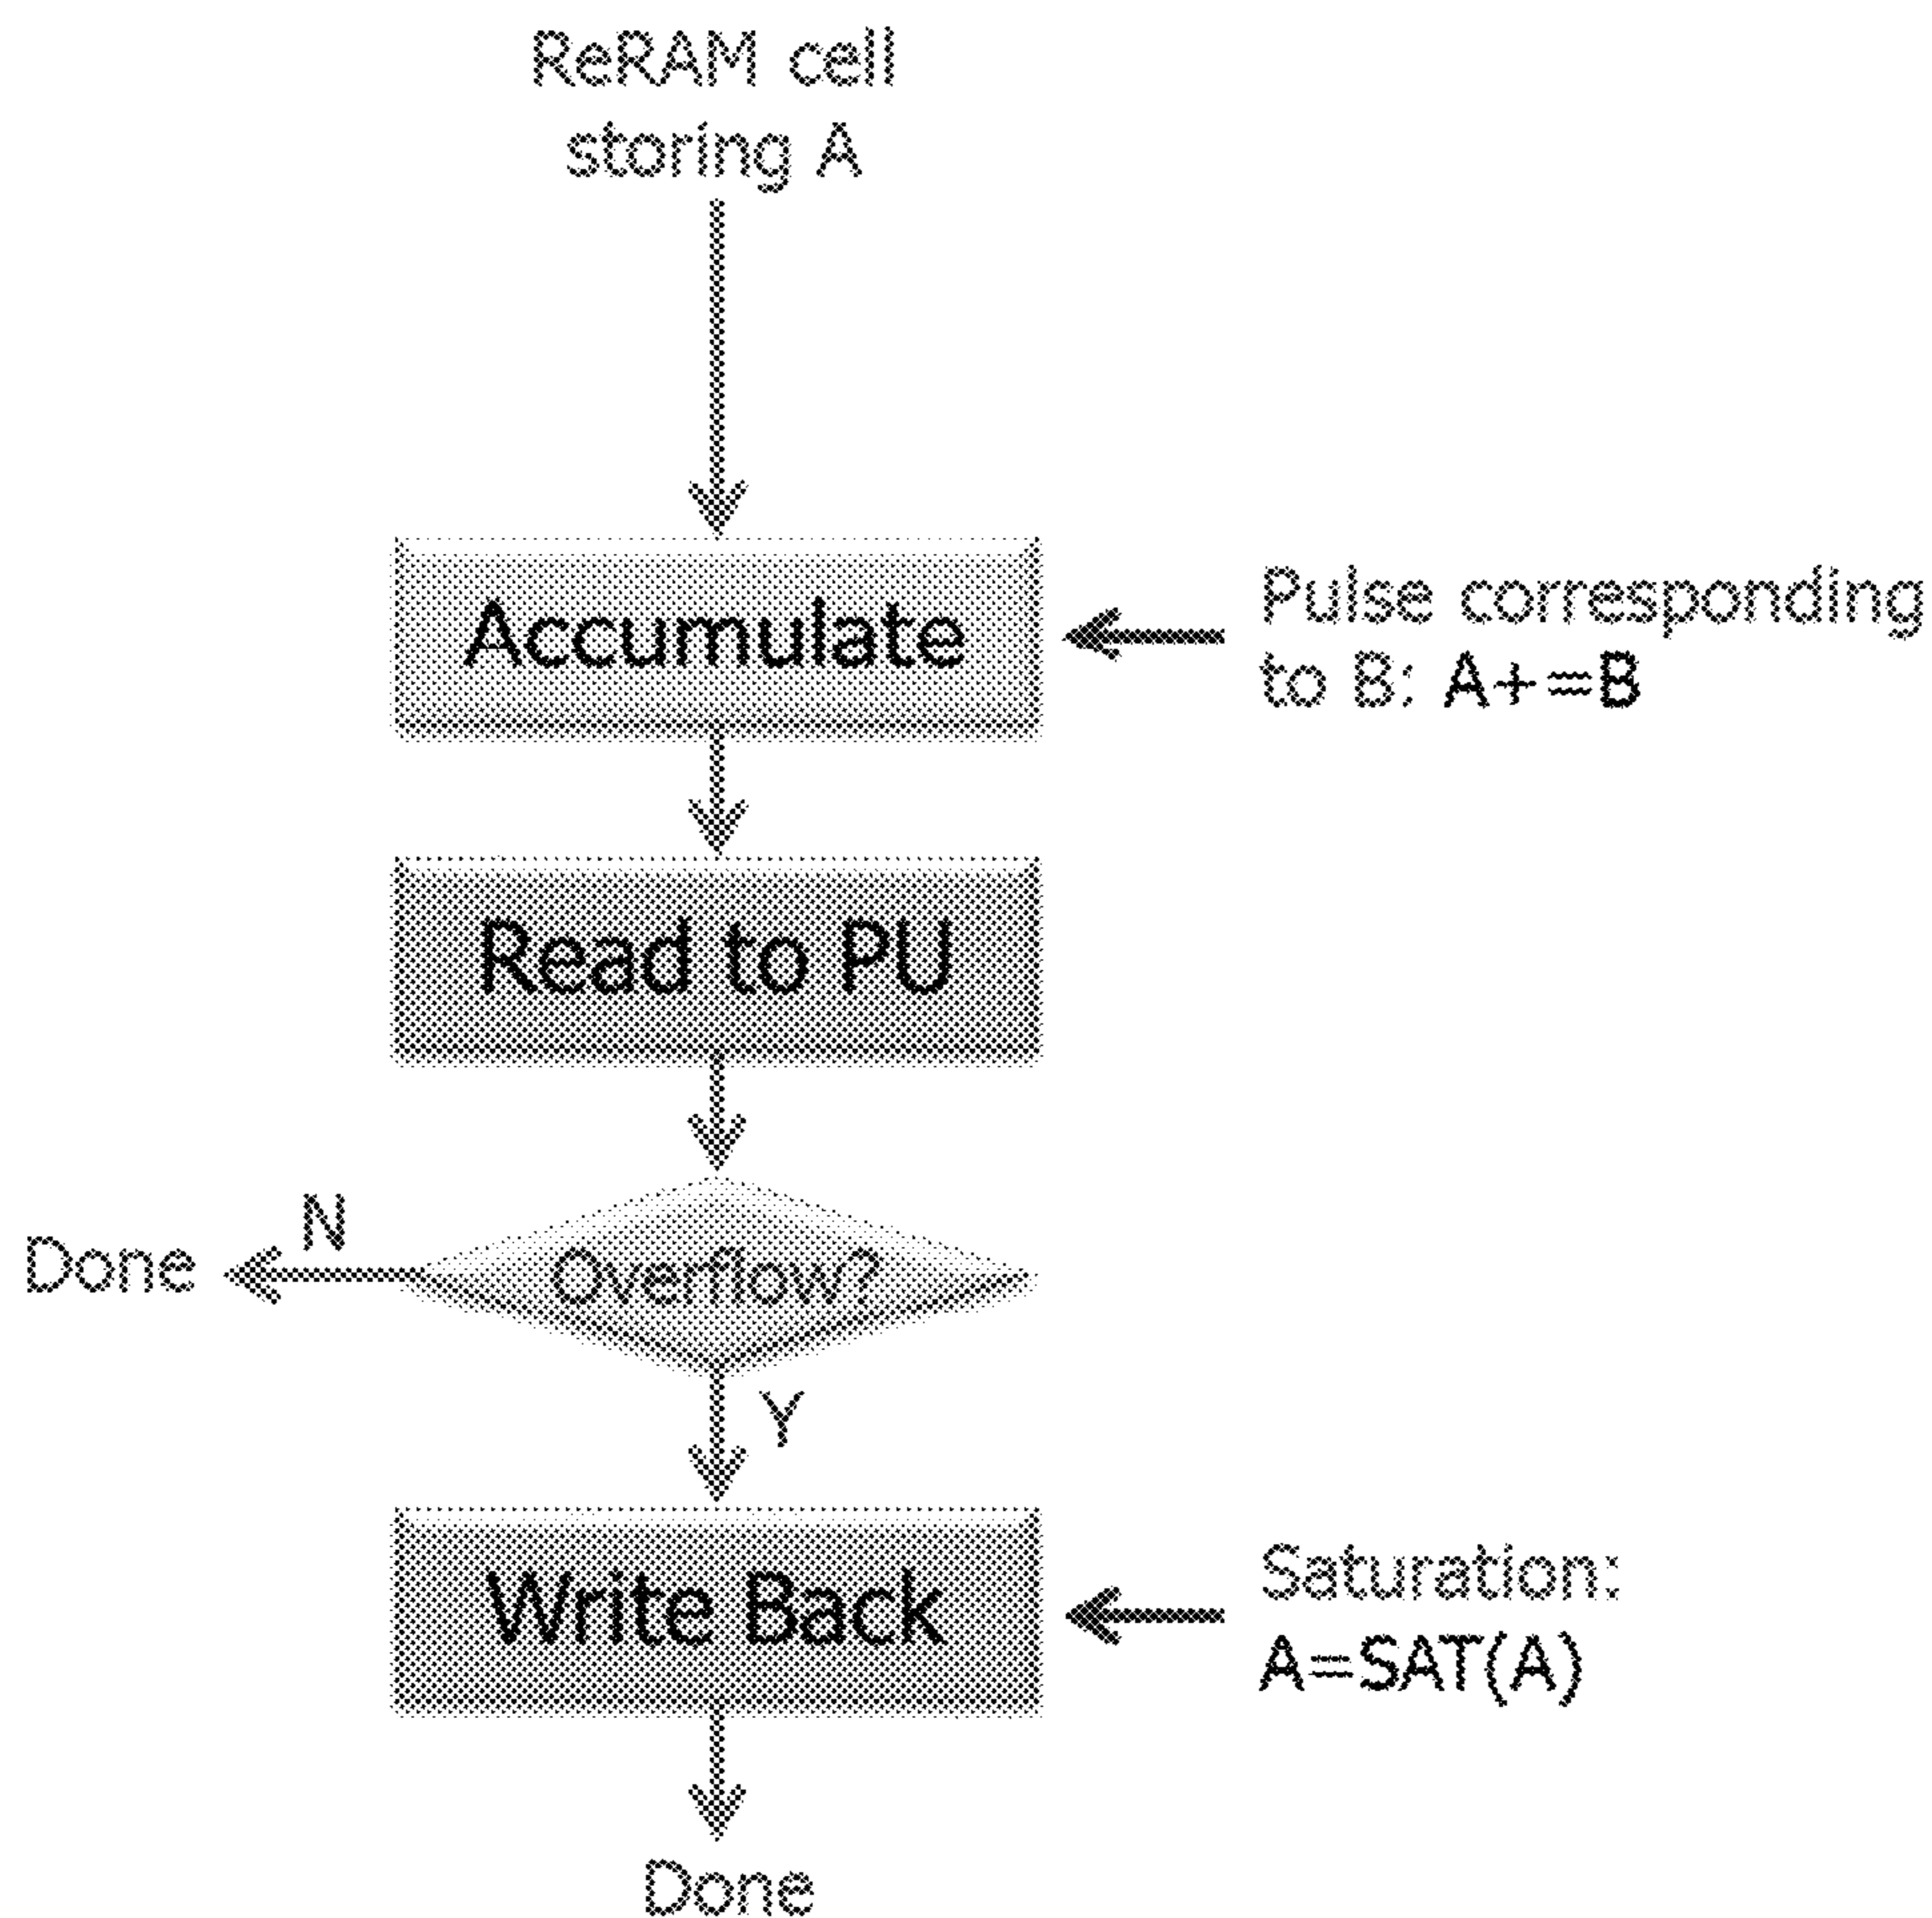 ReRAM cell
storing A
Accumulate
Pulse corresponding
to B: A+=B
Read to PU
Overflow?
N
Done
Y
Write Back
Saturation:
A=SAT(A)
Done